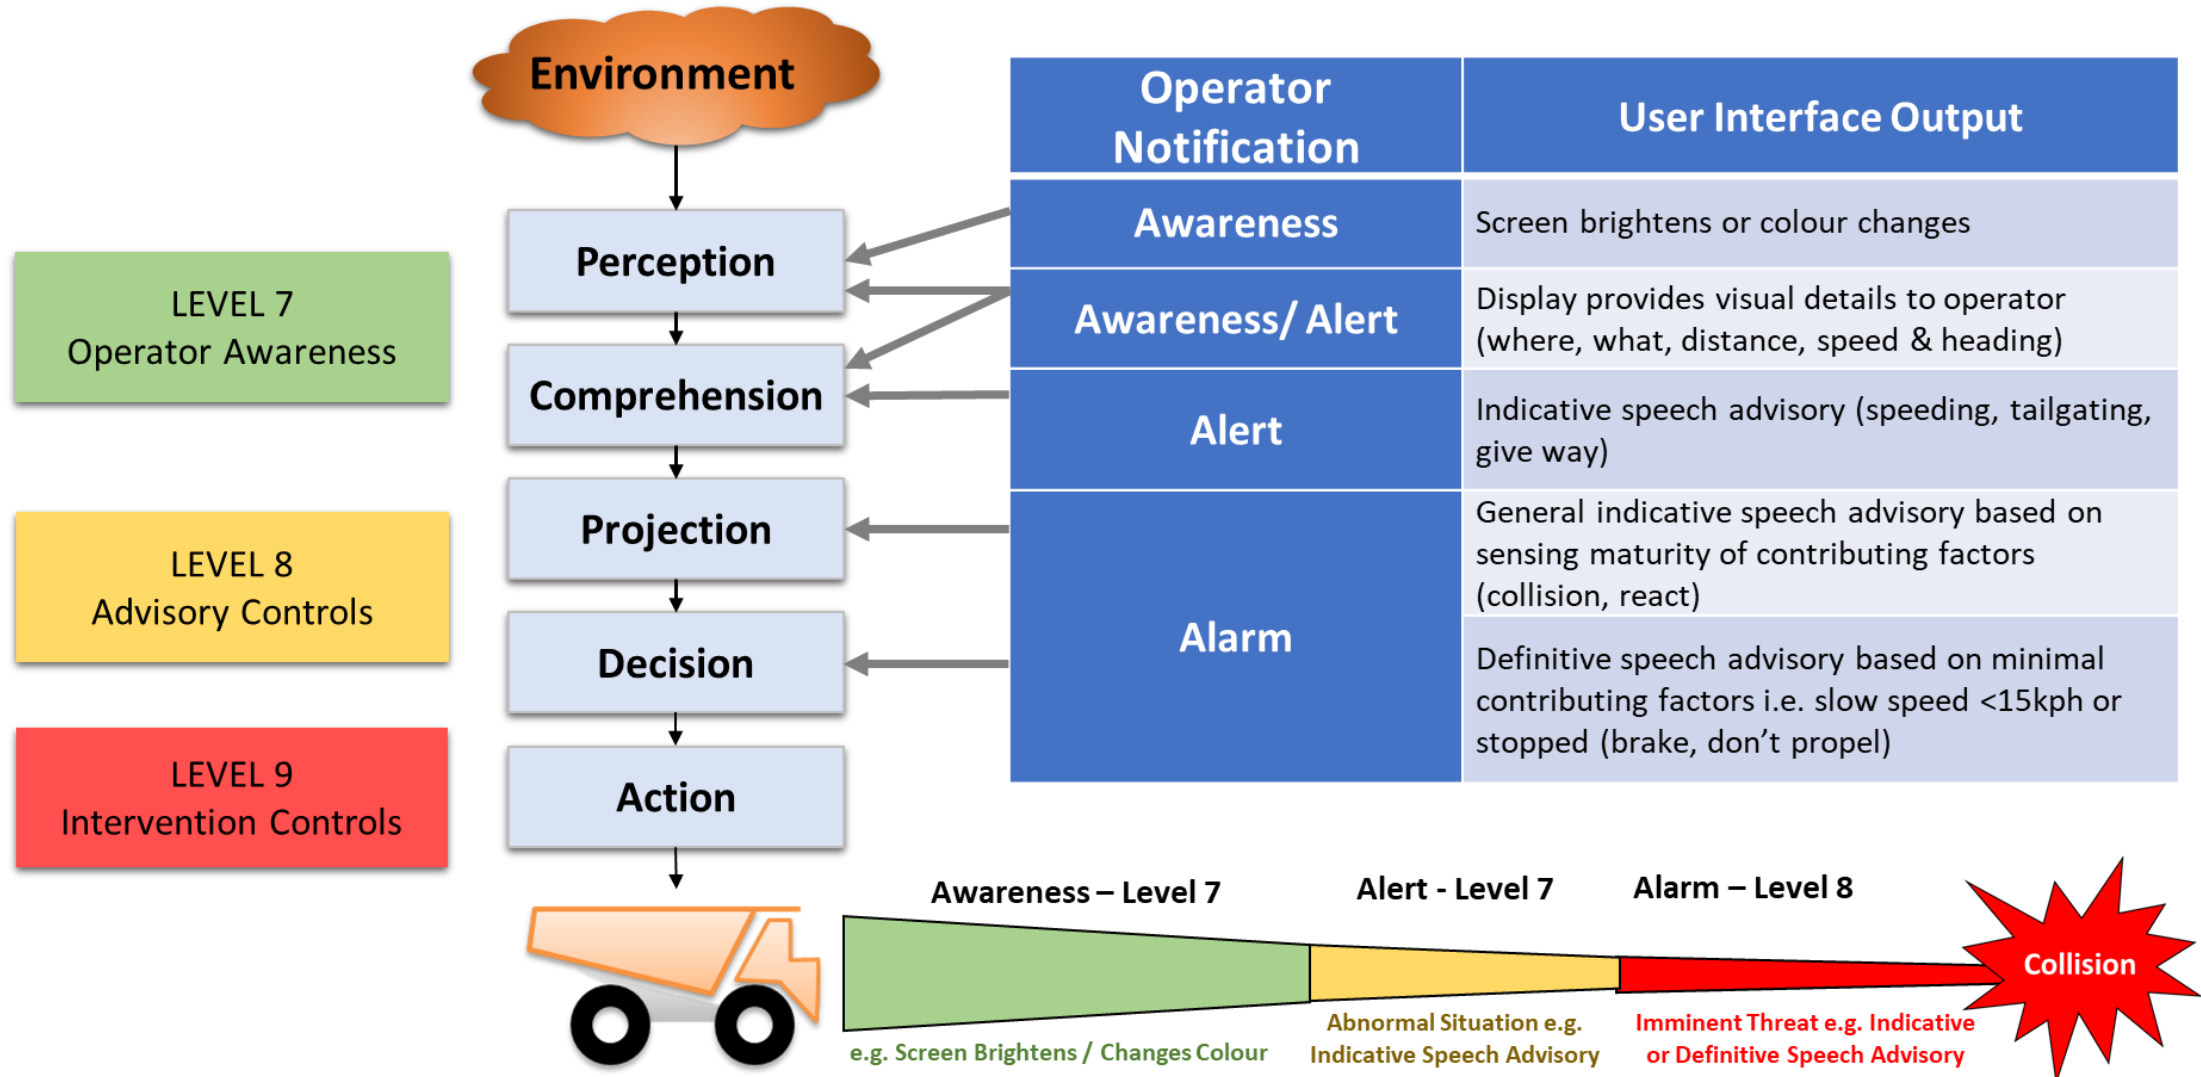 Environment
Perception
Comprehension
Projection
Decision
Action
LEVEL 7
Operator Awareness
LEVEL 8
Advisory Controls
LEVEL 9
Intervention Controls
Operator
Notification
User Interface Output
Awareness
Screen brightens or colour changes
Awareness/ Alert
Display provides visual details to operator
(where, what, distance, speed & heading)
Alert
Indicative speech advisory (speeding, tailgating,
give way)
Alarm
General indicative speech advisory based on
sensing maturity of contributing factors
(collision, react)
Definitive speech advisory based on minimal
contributing factors i.e. slow speed <15kph or
stopped (brake, don’t propel)
Awareness – Level 7
Alert - Level 7
Alarm – Level 8
Collision
e.g. Screen Brightens / Changes Colour
Abnormal Situation e.g.
Indicative Speech Advisory
Imminent Threat e.g. Indicative
or Definitive Speech Advisory